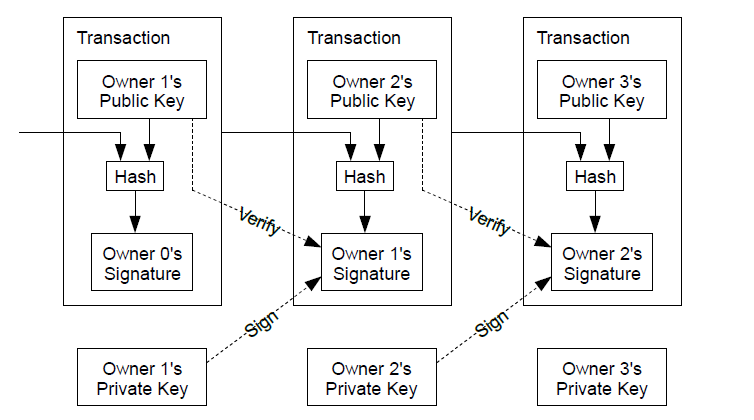 Transaction
Transaction
Transaction
Owner 1's
Public Key
Owner 2's
Public Key
Owner 3's
Public Key
Hash
Hash
Hash
Verify
Verify
Owner 0's
Signature
Owner 1's
Signature
Owner 2's
Signature
Sign
Sign
Owner 1's
Private Key
Owner 2's
Private Key
Owner 3's
Private Key